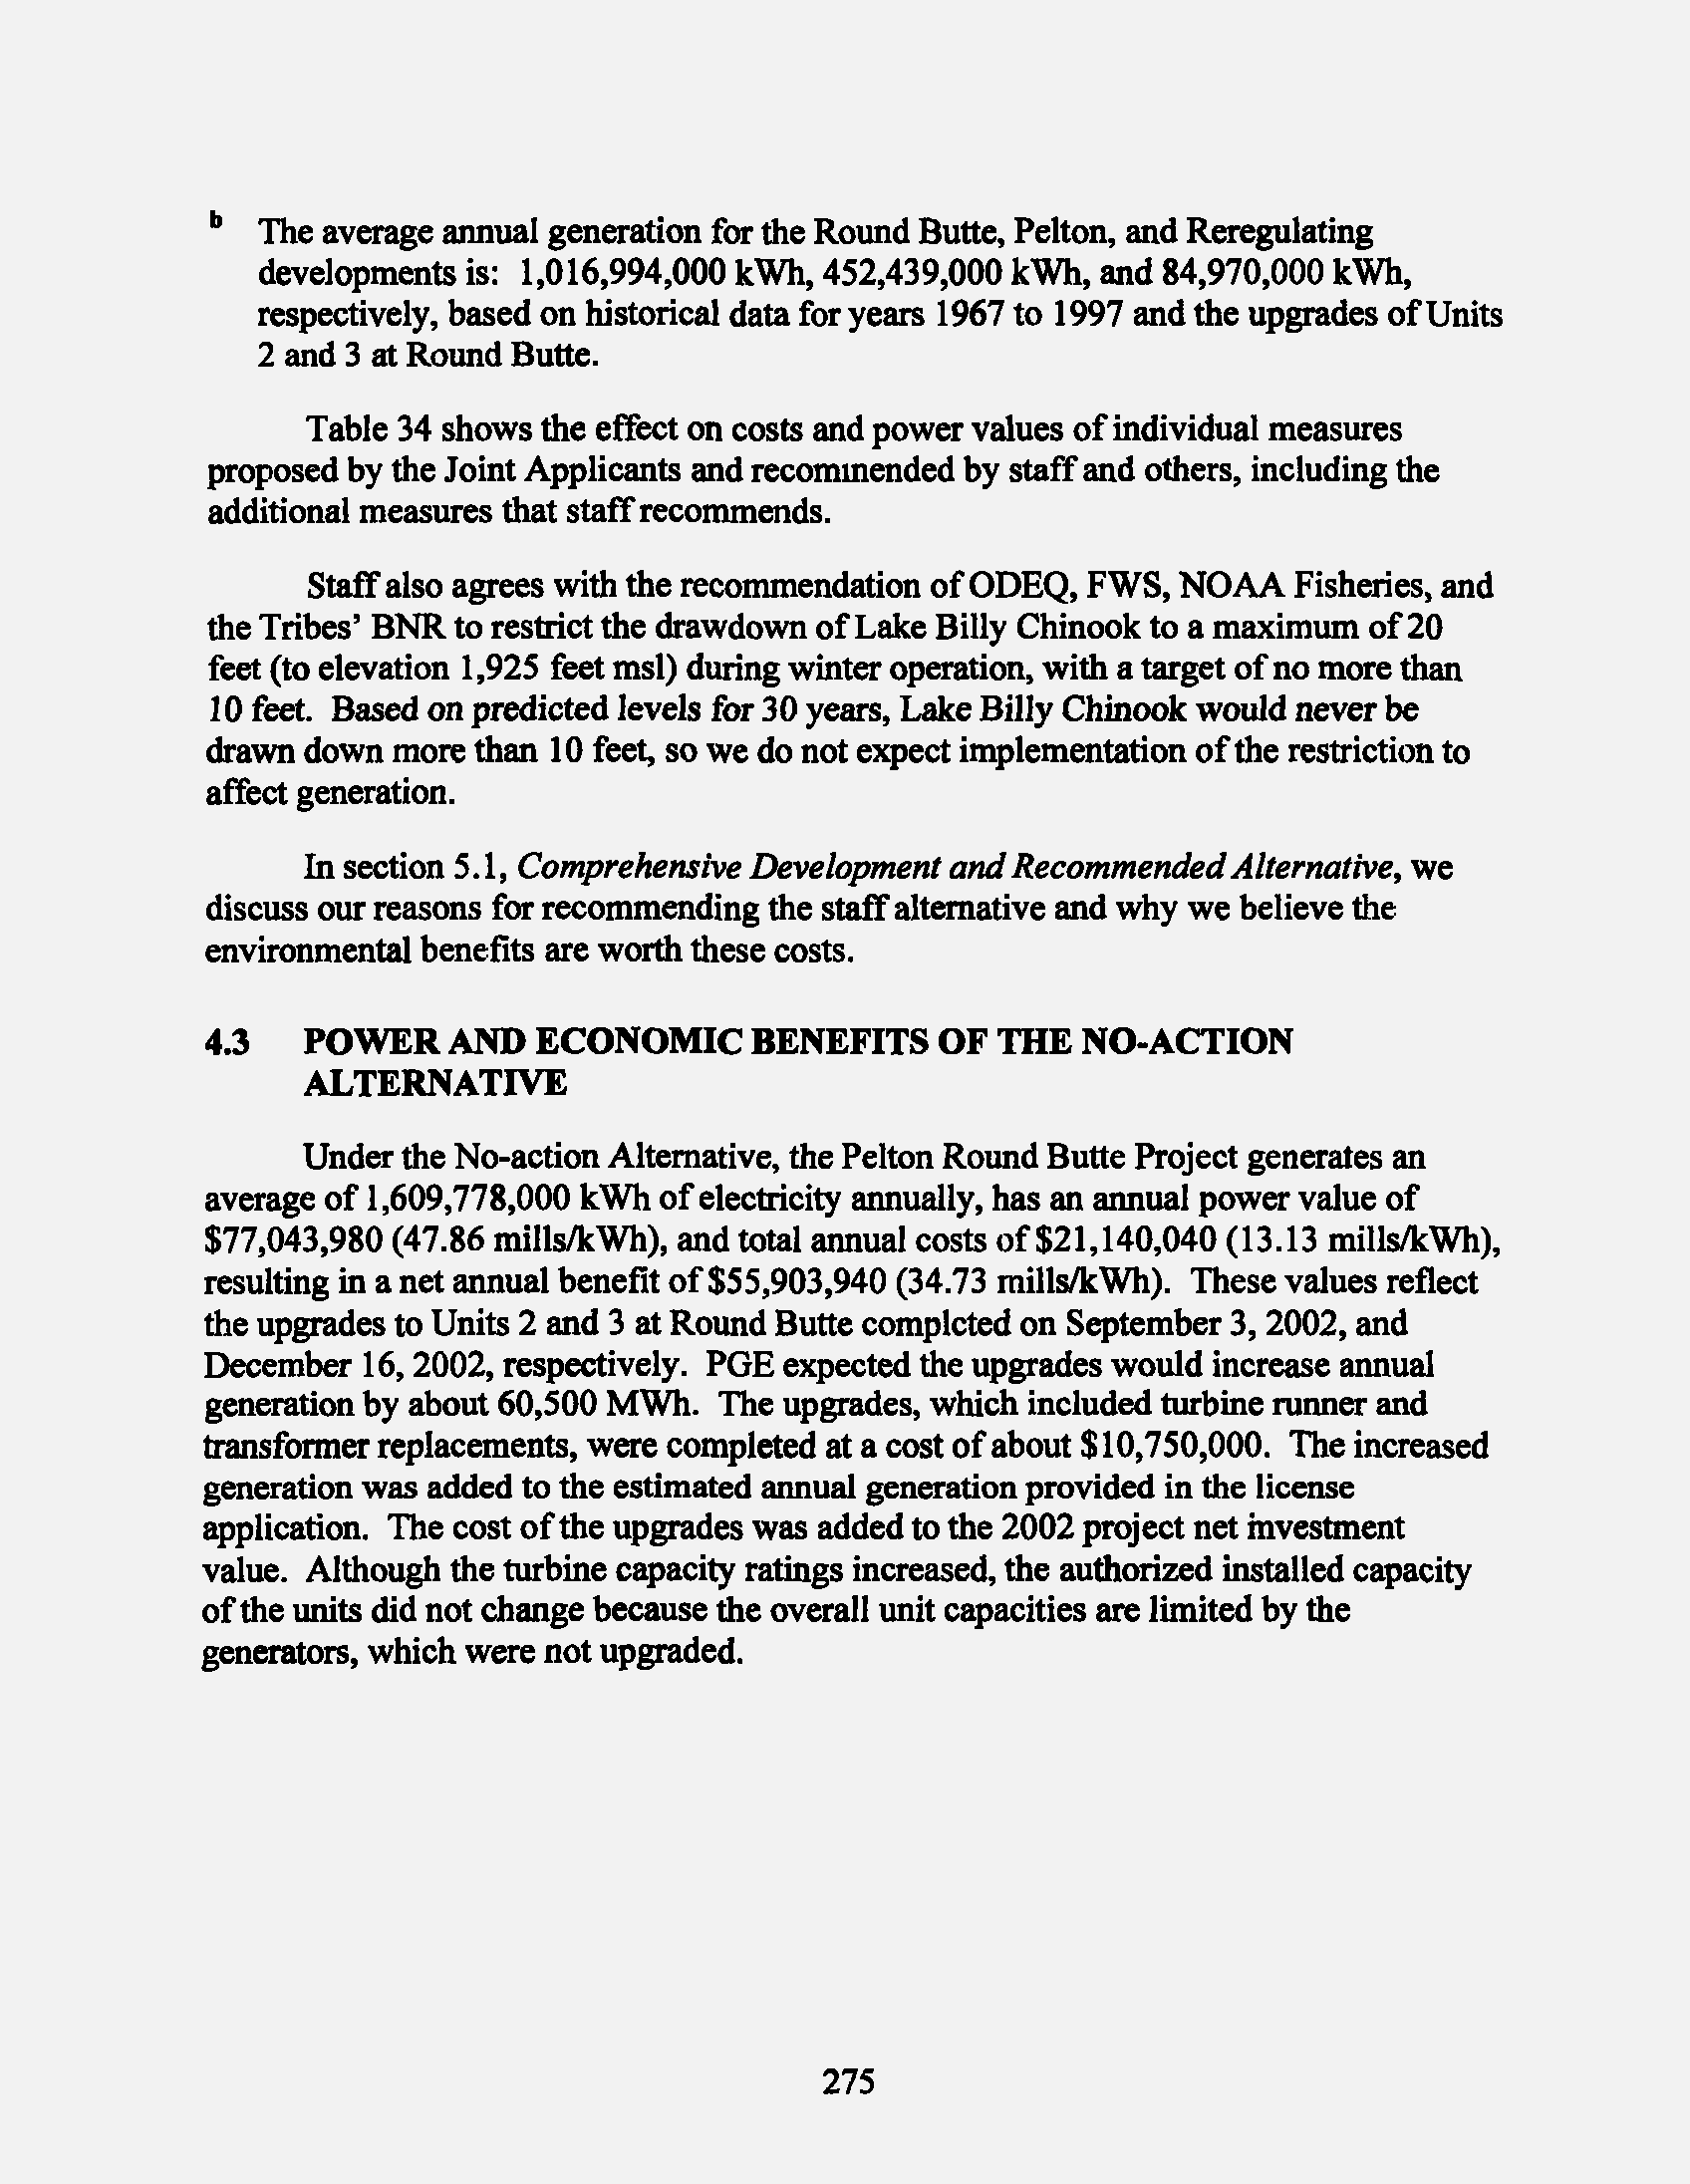 b The average annual generation for the Round Butte, Pelton, and Reregulating
developments is: 1,016,994,000 kWh, 452,439,000 kWh, and 84,970,000 kWh,
respectively, based on historical data for years 1967 to 1997 and the upgrades of Units
2 and 3 at Round Butte.
Table 34 shows the effect on costs and power values of individual measures
proposed by the Joint Applicants and recommended by staff and others, including the
additional measures that staff recommends.
Staff also agrees with the recommendation of ODEQ, FWS, NOAA Fisheries, and
the Tribes’ BNR to restrict the drawdown of Lake Billy Chinook to a maximum of 20
feet (to elevation 1,925 feet msl) during winter operation, with a target of no more than
10 feet. Based on predicted levels for 30 years, Lake Billy Chinook would never be
drawn down more than 10 feet, so we do not expect implementation of the restriction to
affect generation.
In section 5.1, Comprehensive Development and Recommended Alternative, we
discuss our reasons for recommending the staff alternative and why we believe the
environmental benefits are worth these costs.
4.3 POWER AND ECONOMIC BENEFITS OF THE NO-ACTION
ALTERNATIVE
Under the No-action Alternative, the Pelton Round Butte Project generates an
average of 1,609,778,000 kWh of electricity annually, has an annual power value of
$77,043,980 (47.86 mills/kWh), and total annual costs of $21,140,040 (13.13 mills/kWh),
resulting in a net annual benefit of $55,903,940 (34.73 mills/kWh). These values reflect
the upgrades to Units 2 and 3 at Round Butte completed on September 3, 2002, and
December 16, 2002, respectively. PGE expected the upgrades would increase annual
generation by about 60,500 MWh. The upgrades, which included turbine runner and
transformer replacements, were completed at a cost of about $10,750,000. The increased
generation was added to the estimated annual generation provided in the license
application. The cost of the upgrades was added to the 2002 project net investment
value. Although the turbine capacity ratings increased, the authorized installed capacity
of the units did not change because the overall unit capacities are limited by the
generators, which were not upgraded.
275